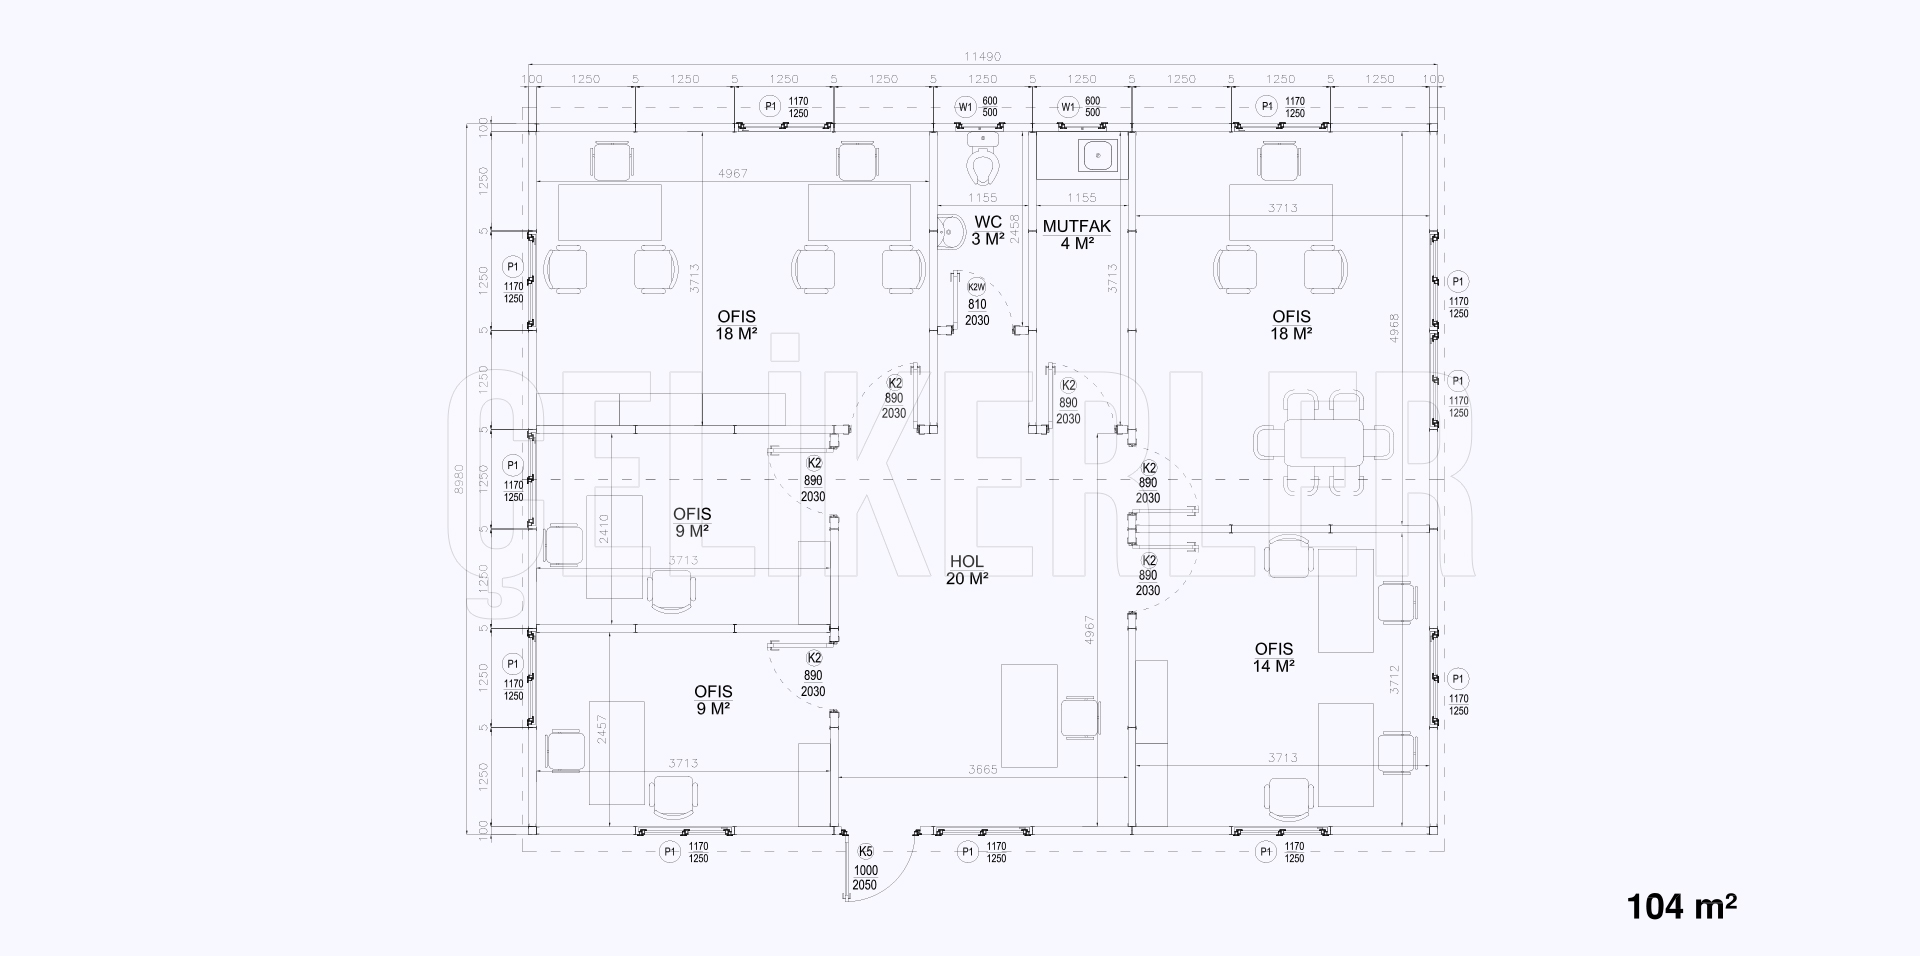 11490
100 1250 5 1250 5 1250 5 1250 5 1250 5 1250 5 1250 5 1250 5 1250 100
P1 1170 1250
W1 600 500
W1 600 500
P1 1170 1250
8980
100
1250
5
1250
5
1250
5
1250
5
1250
5
1250
5
1250
100
4967
3713
OFIS
18 M²
1155
2458
WC
3 M²
K2W
810
2030
1155
3713
MUTFAK
4 M²
3713
4968
OFIS
18 M²
P1 1170 1250
P1 1170 1250
P1 1170 1250
K2
890
2030
K2
890
2030
ÇELiKERLER
P1 1170 1250
K2
890
2030
K2
890
2030
OFIS
9 M²
2410
3713
HOL
20 M²
4967
3665
K2
890
2030
P1 1170 1250
K2
890
2030
OFIS
9 M²
2457
3713
OFIS
14 M²
3712
3713
P1 1170 1250
P1 1170 1250
K5
1000
2050
P1 1170 1250
P1 1170 1250
104 m²